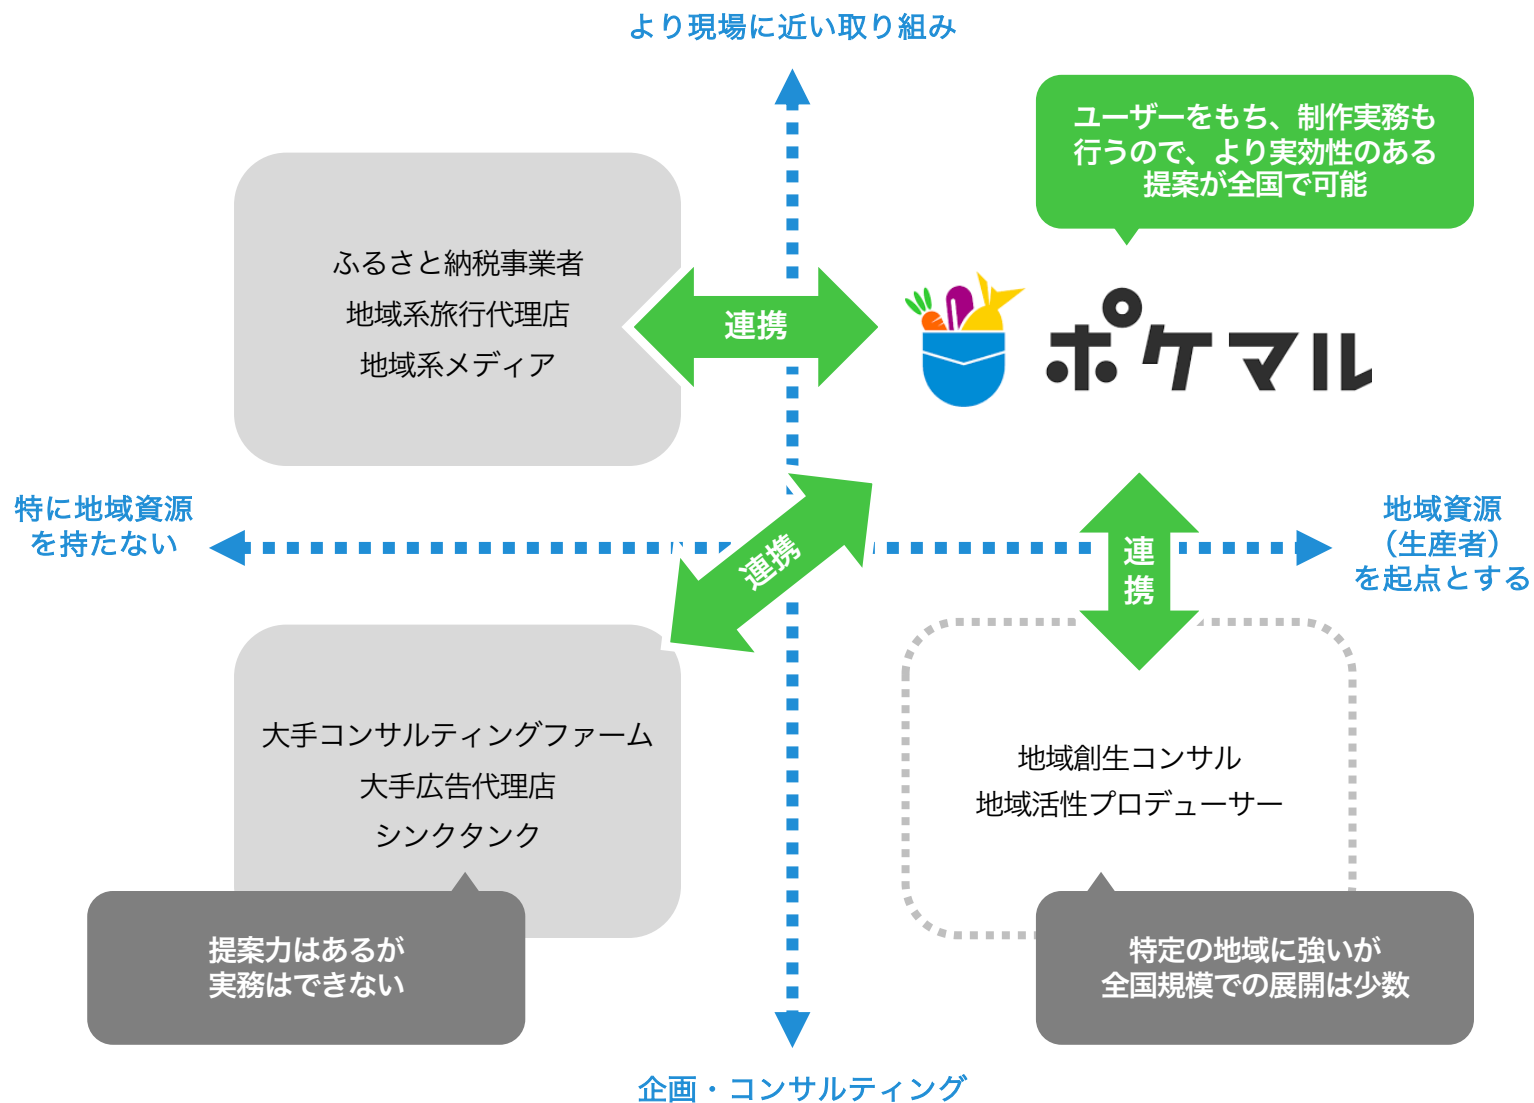 より現場に近い取り組み
ユーザーをもち、制作実務も
行うので、より実効性のある
提案が全国で可能
ふるさと納税事業者
地域系旅行代理店
地域系メディア
連携
ポケマル
特に地域資源
を持たない
地域資源
（生産者）
を起点とする
連携
連
携
大手コンサルティングファーム
大手広告代理店
シンクタンク
地域創生コンサル
地域活性プロデューサー
提案力はあるが
実務はできない
特定の地域に強いが
全国規模での展開は少数
企画・コンサルティング